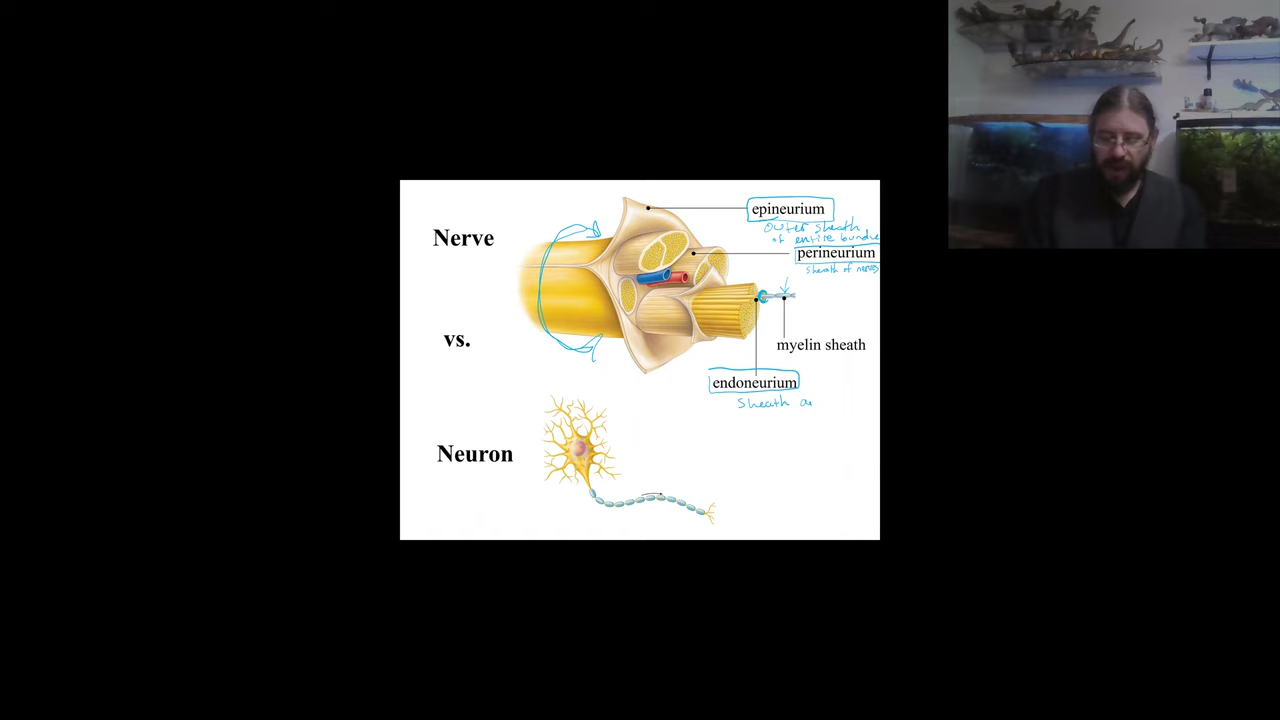 Nerve
epineurium
outer sheath
of entire bundle
perineurium
sheath of nerves
myelin sheath
vs.
endoneurium
Sheath a
Neuron